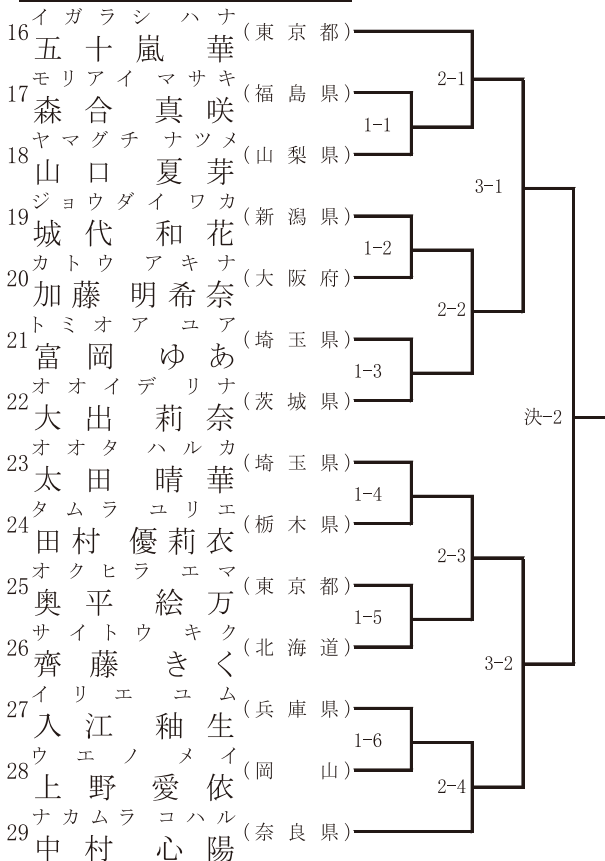 イガラシ ハナ
16 五十嵐 華 (東京都)
モリアイ マサキ
17 森合 真咲 (福島県)
ヤマグチ ナツメ
18 山口 夏芽 (山梨県)
ジョウダイ ワカ
19 城代 和花 (新潟県)
カトウ アキナ
20 加藤 明希奈 (大阪府)
トミオア ユア
21 富岡 ゆあ (埼玉県)
オオイデ リナ
22 大出 莉奈 (茨城県)
オオタ ハルカ
23 太田 晴華 (埼玉県)
タムラ ユリエ
24 田村 優莉衣 (栃木県)
オクヒラ エマ
25 奥平 絵万 (東京都)
サイトウ キク
26 齊藤 きく (北海道)
イリエ ユム
27 入江 釉生 (兵庫県)
ウエノ メイ
28 上野 愛依 (岡山)
ナカムラ コハル
29 中村 心陽 (奈良県)
1-1
1-2
1-3
1-4
1-5
1-6
2-1
2-2
2-3
2-4
3-1
3-2
決-2